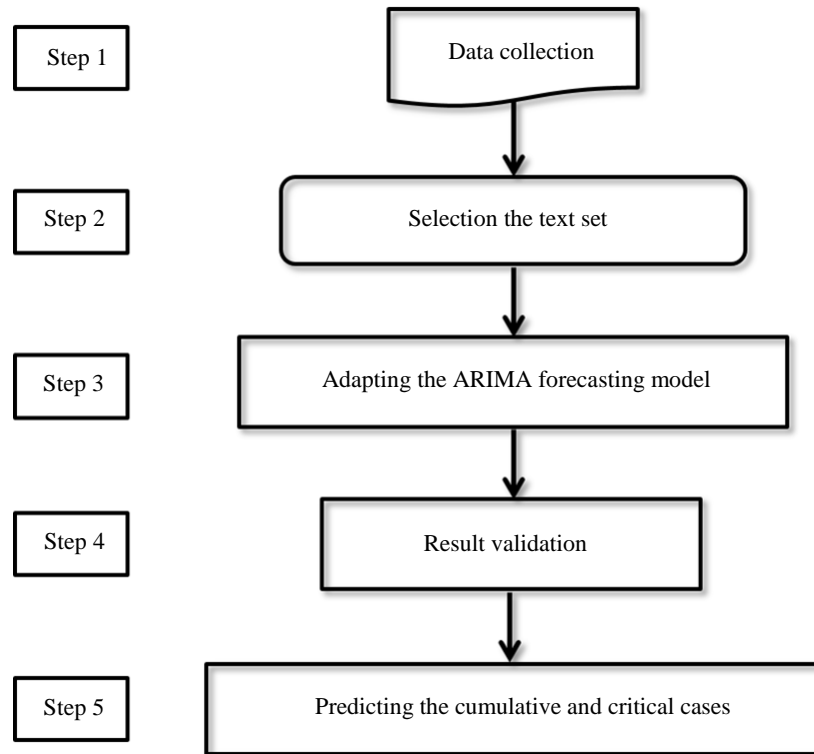 Step 1
Data collection
Step 2
Selection the text set
Step 3
Adapting the ARIMA forecasting model
Step 4
Result validation
Step 5
Predicting the cumulative and critical cases